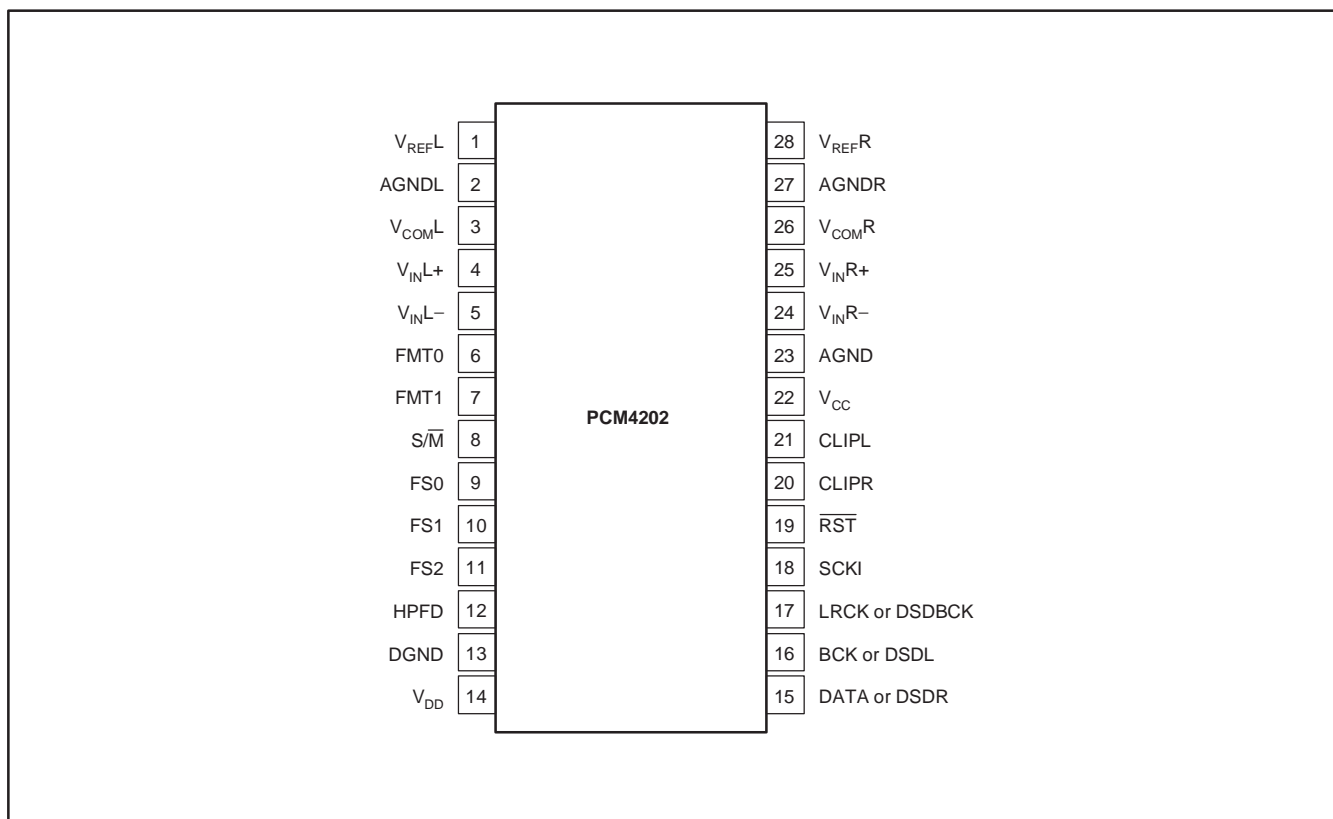 V_REFL 1 28 V_REFR
AGNDL 2 27 AGNDR
V_COML 3 26 V_COMR
V_INL+ 4 25 V_INR+
V_INL− 5 24 V_INR−
FMT0 6 23 AGND
FMT1 7 22 V_CC
PCM4202
S/M̅ 8 21 CLIPL
FS0 9 20 CLIPR
FS1 10 19 R̅S̅T̅
FS2 11 18 SCKI
HPFD 12 17 LRCK or DSDBCK
DGND 13 16 BCK or DSDL
V_DD 14 15 DATA or DSDR